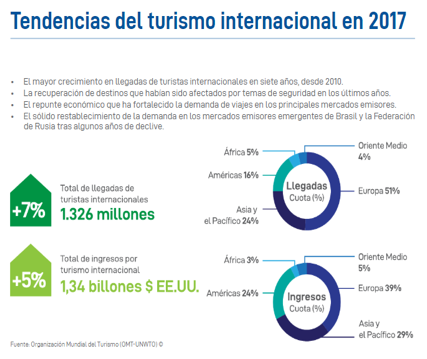 Tendencias del turismo internacional en 2017
• El mayor crecimiento en llegadas de turistas internacionales en siete años, desde 2010.
• La recuperación de destinos que habían sido afectados por temas de seguridad en los últimos años.
• El repunte económico que ha fortalecido la demanda de viajes en los principales mercados emisores.
• El sólido restablecimiento de la demanda en los mercados emisores emergentes de Brasil y la Federación
de Rusia tras algunos años de declive.
+7%
Total de llegadas de
turistas internacionales
1.326 millones
Llegadas
Cuota (%)
África 5%
Américas 16%
Asia y
el Pacífico 24%
Oriente Medio
4%
Europa 51%
+5%
Total de ingresos por
turismo internacional
1,34 billones $ EE.UU.
Ingresos
Cuota (%)
África 3%
Américas 24%
Oriente Medio
5%
Europa 39%
Asia y
el Pacífico 29%
Fuente: Organización Mundial del Turismo (OMT-UNWTO) ©